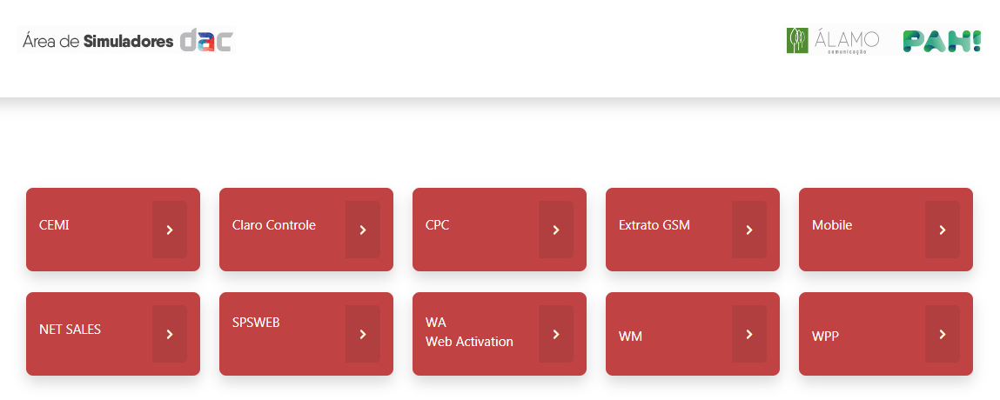 Área de Simuladores dac
ÁLAMO
comunicação
PAH!
CEMI
Claro Controle
CPC
Extrato GSM
Mobile
NET SALES
SPSWEB
WA
Web Activation
WM
WPP